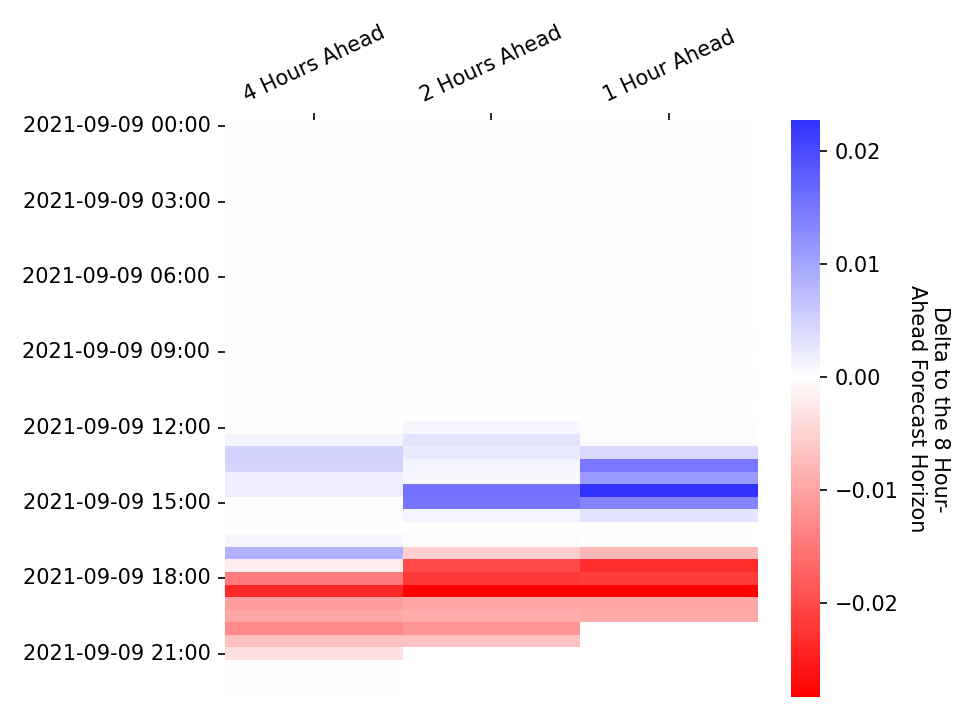 4 Hours Ahead
2 Hours Ahead
1 Hour Ahead
2021-09-09 00:00
2021-09-09 03:00
2021-09-09 06:00
2021-09-09 09:00
2021-09-09 12:00
2021-09-09 15:00
2021-09-09 18:00
2021-09-09 21:00
0.02
0.01
0.00
−0.01
−0.02
Delta to the 8 Hour-
Ahead Forecast Horizon